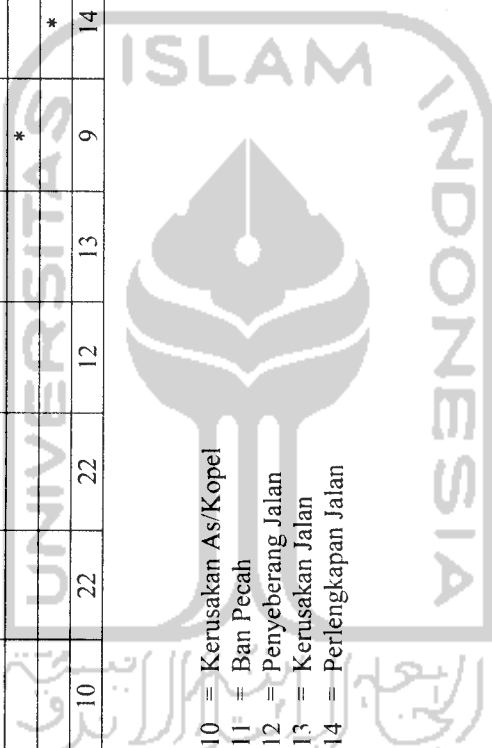 *
*
10 22 22 12 13 9 14
10 = Kerusakan As/Kopel
11 = Ban Pecah
12 = Penyeberang Jalan
13 = Kerusakan Jalan
14 = Perlengkapan Jalan
UNIVERSITAS
ISLAM
INDONESIA